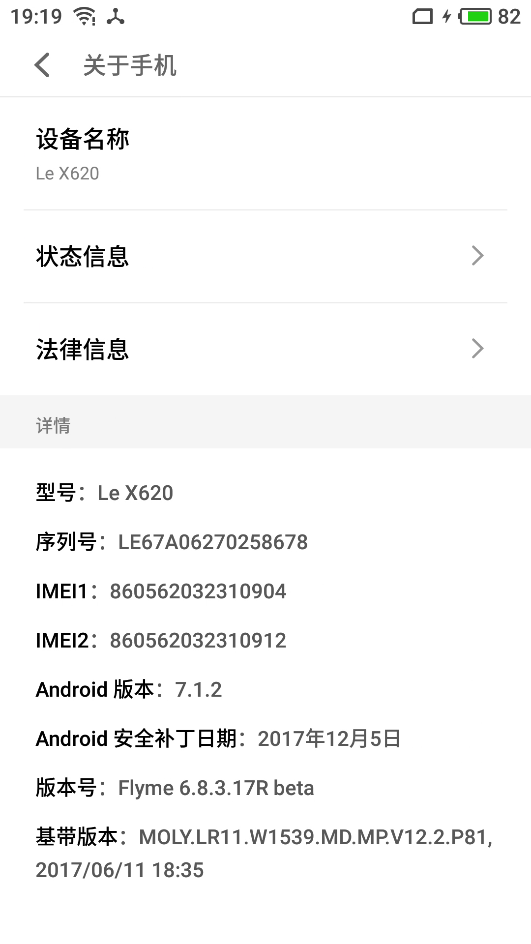 19:19 82
关于手机
设备名称
Le X620
状态信息
法律信息
详情
型号：Le X620
序列号：LE67A06270258678
IMEI1：860562032310904
IMEI2：860562032310912
Android 版本：7.1.2
Android 安全补丁日期：2017年12月5日
版本号：Flyme 6.8.3.17R beta
基带版本：MOLY.LR11.W1539.MD.MP.V12.2.P81,
2017/06/11 18:35